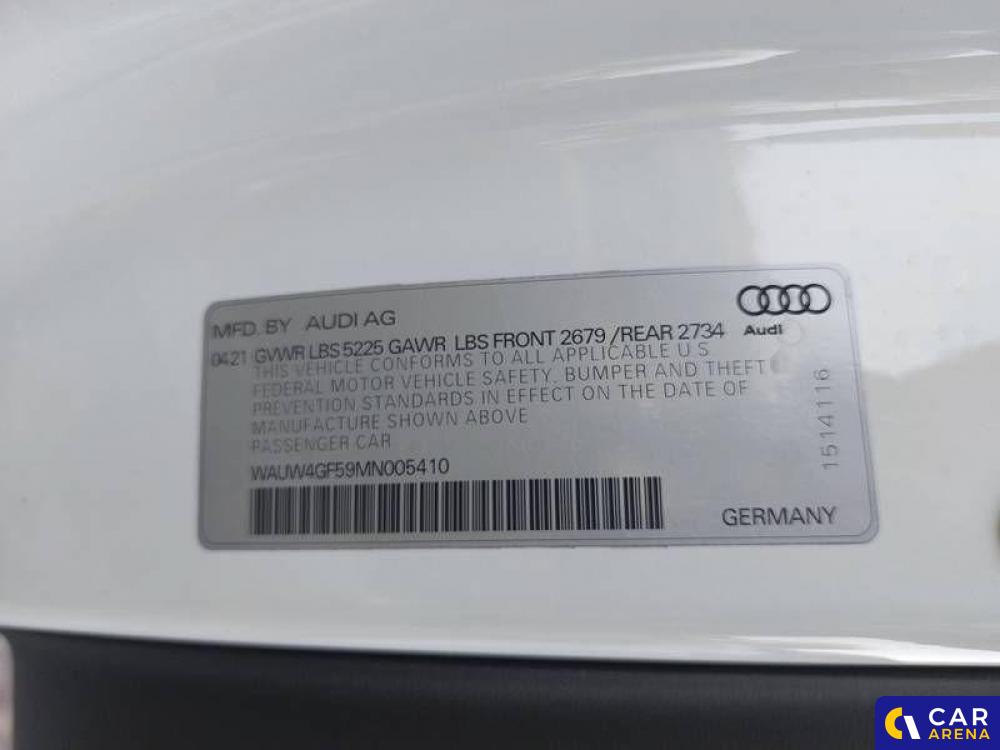 MFD. BY AUDI AG
Audi
0421 GVWR LBS 5225 GAWR LBS FRONT 2679 /REAR 2734
THIS VEHICLE CONFORMS TO ALL APPLICABLE U S
FEDERAL MOTOR VEHICLE SAFETY, BUMPER AND THEFT
PREVENTION STANDARDS IN EFFECT ON THE DATE OF
MANUFACTURE SHOWN ABOVE
PASSENGER CAR
WAUW4GF59MN005410
1514116
GERMANY
CAR
ARENA